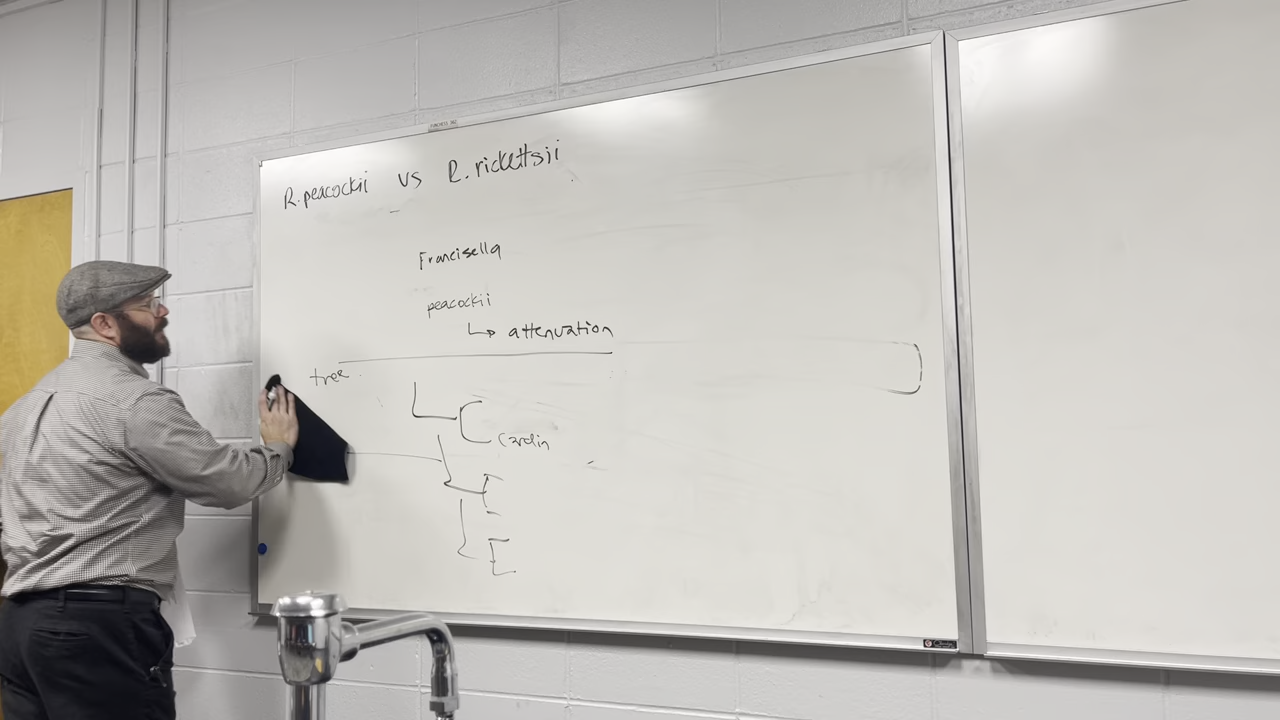 R. peacockii vs R. rickettsii
Francisella
peacockii
↳ attenuation
tree
Cardin